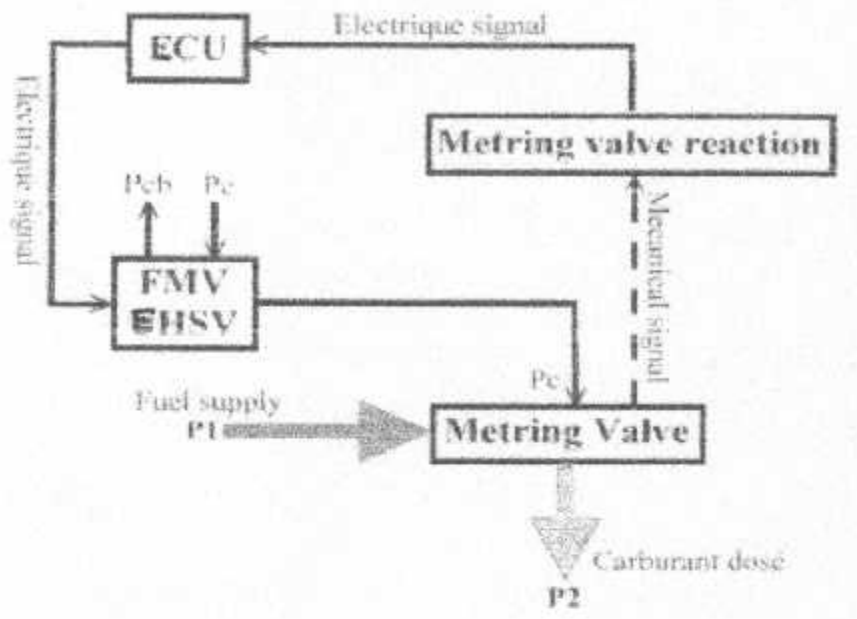 Electrique signal
ECU
Metring valve reaction
Electrique signal
Pcb
Pc
Mecanical signal
FMV
EHSV
Pc
Fuel supply
P1
Metring Valve
Carburant dosé
P2